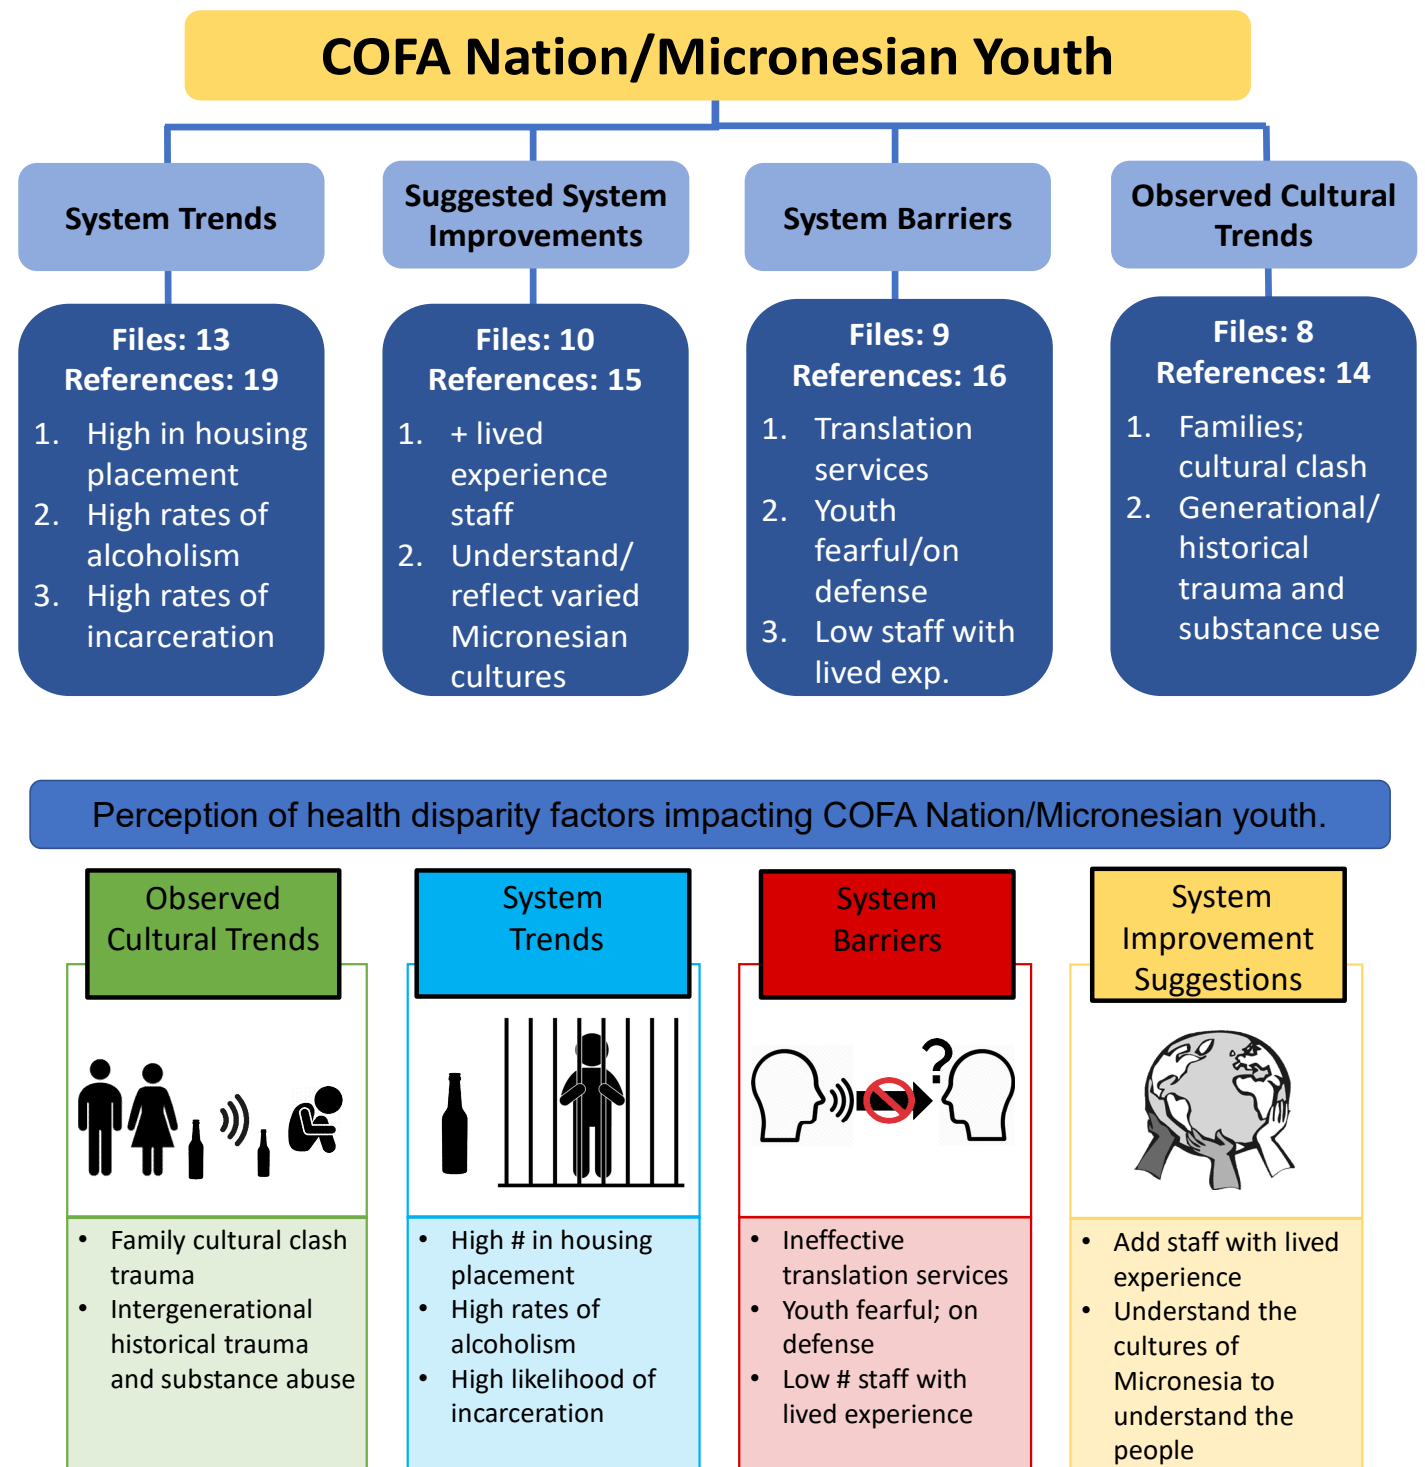 COFA Nation/Micronesian Youth
System Trends
Files: 13
References: 19
1. High in housing
placement
2. High rates of
alcoholism
3. High rates of
incarceration
Suggested System
Improvements
Files: 10
References: 15
1. + lived
experience
staff
2. Understand/
reflect varied
Micronesian
cultures
System Barriers
Files: 9
References: 16
1. Translation
services
2. Youth
fearful/on
defense
3. Low staff with
lived exp.
Observed Cultural
Trends
Files: 8
References: 14
1. Families;
cultural clash
2. Generational/
historical
trauma and
substance use
Perception of health disparity factors impacting COFA Nation/Micronesian youth.
Observed
Cultural Trends
• Family cultural clash
trauma
• Intergenerational
historical trauma
and substance abuse
System
Trends
• High # in housing
placement
• High rates of
alcoholism
• High likelihood of
incarceration
System
Barriers
?
• Ineffective
translation services
• Youth fearful; on
defense
• Low # staff with
lived experience
System
Improvement
Suggestions
• Add staff with lived
experience
• Understand the
cultures of
Micronesia to
understand the
people